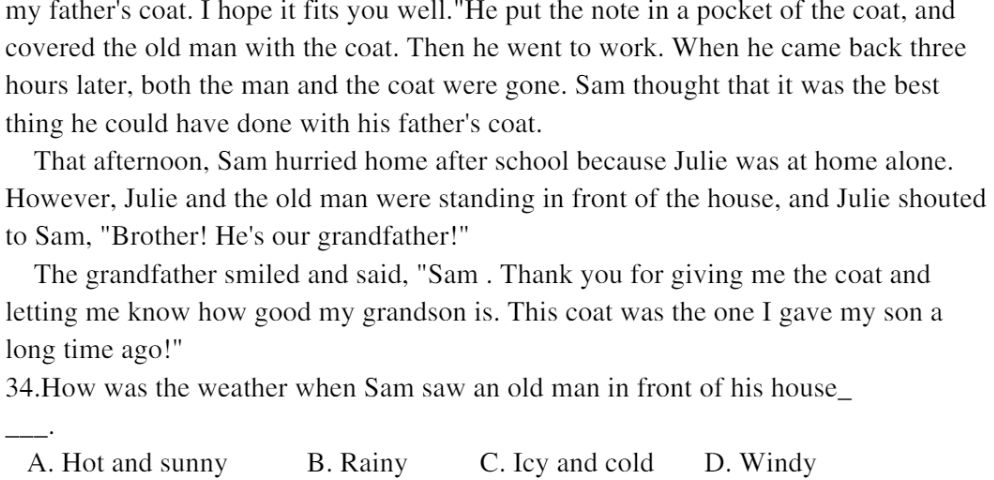 my father's coat. I hope it fits you well."He put the note in a pocket of the coat, and
covered the old man with the coat. Then he went to work. When he came back three
hours later, both the man and the coat were gone. Sam thought that it was the best
thing he could have done with his father's coat.
That afternoon, Sam hurried home after school because Julie was at home alone.
However, Julie and the old man were standing in front of the house, and Julie shouted
to Sam, "Brother! He's our grandfather!"
The grandfather smiled and said, "Sam . Thank you for giving me the coat and
letting me know how good my grandson is. This coat was the one I gave my son a
long time ago!"
34.How was the weather when Sam saw an old man in front of his house_
___.
A. Hot and sunny B. Rainy C. Icy and cold D. Windy